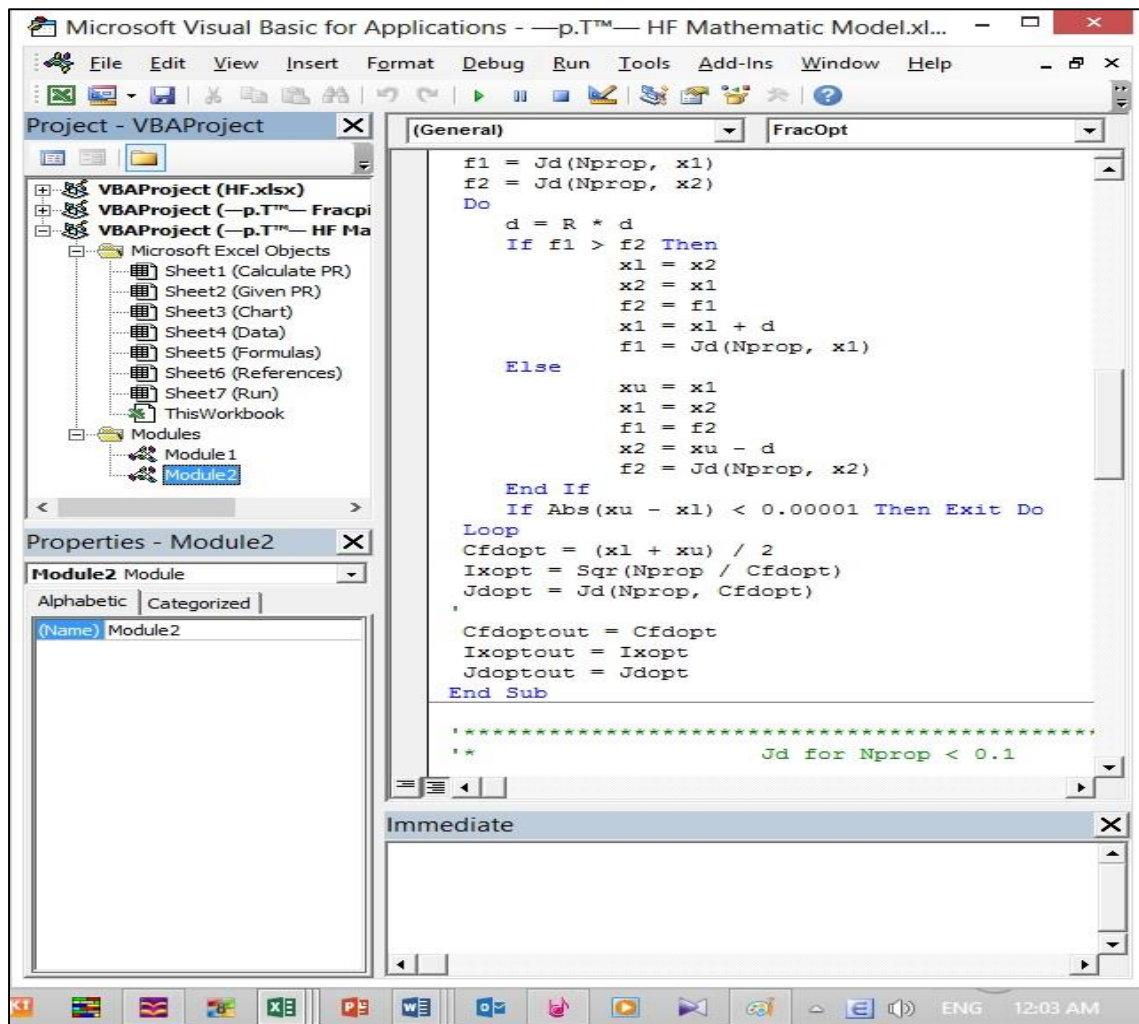 Microsoft Visual Basic for Applications - —p.T™— HF Mathematic Model.xl...
File Edit View Insert Format Debug Run Tools Add-Ins Window Help
Project - VBAProject
VBAProject (HF.xlsx)
VBAProject (—p.T™— Fracpi
VBAProject (—p.T™— HF Ma
Microsoft Excel Objects
Sheet1 (Calculate PR)
Sheet2 (Given PR)
Sheet3 (Chart)
Sheet4 (Data)
Sheet5 (Formulas)
Sheet6 (References)
Sheet7 (Run)
ThisWorkbook
Modules
Module1
Module2
Properties - Module2
Module2 Module
Alphabetic Categorized
(Name) Module2
(General) FracOpt
f1 = Jd(Nprop, x1)
f2 = Jd(Nprop, x2)
Do
d = R * d
If f1 > f2 Then
xl = x2
x2 = x1
f2 = f1
x1 = xl + d
f1 = Jd(Nprop, x1)
Else
xu = x1
x1 = x2
f1 = f2
x2 = xu - d
f2 = Jd(Nprop, x2)
End If
If Abs(xu - xl) < 0.00001 Then Exit Do
Loop
Cfdopt = (xl + xu) / 2
Ixopt = Sqr(Nprop / Cfdopt)
Jdopt = Jd(Nprop, Cfdopt)
'
Cfdoptout = Cfdopt
Ixoptout = Ixopt
Jdoptout = Jdopt
End Sub
'*********************************************
'* Jd for Nprop < 0.1
Immediate
ENG 12:03 AM